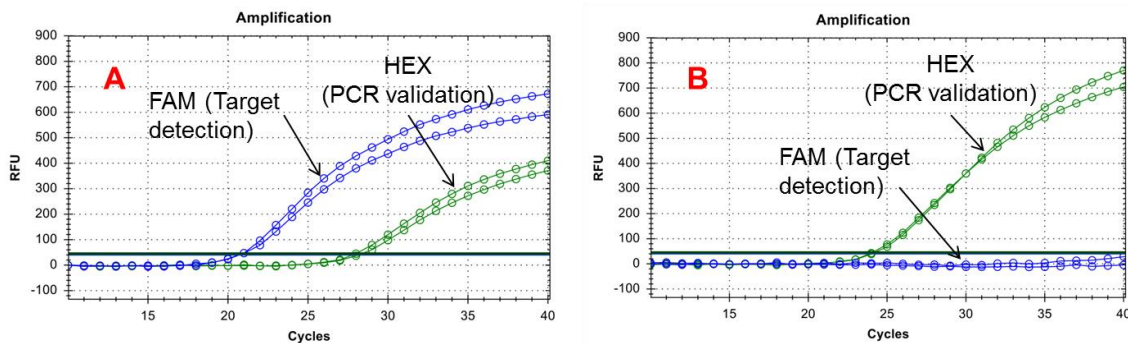 Amplification
A
900
800
700
600
500
400
300
200
100
0
-100
RFU
FAM (Target
detection)
HEX
(PCR validation)
15
20
25
30
35
40
Cycles
Amplification
B
900
800
700
600
500
400
300
200
100
0
-100
RFU
HEX
(PCR validation)
FAM (Target
detection)
15
20
25
30
35
40
Cycles